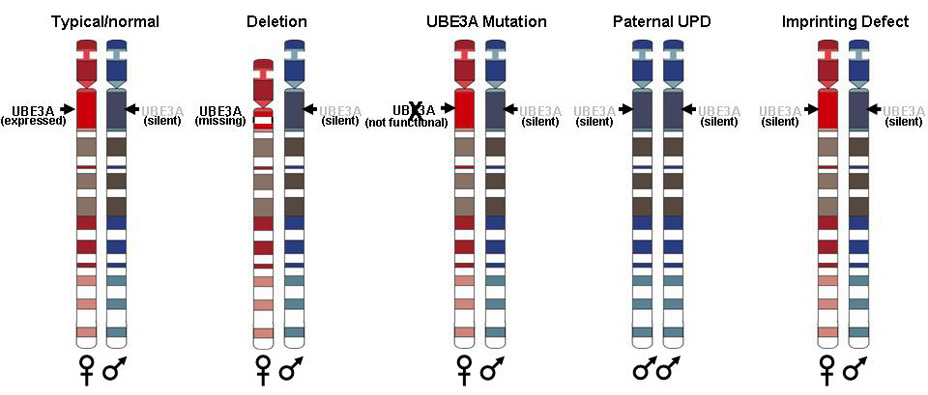 Typical/normal
Deletion
UBE3A Mutation
Paternal UPD
Imprinting Defect
UBE3A
(expressed)
UBE3A
(silent)
UBE3A
(missing)
UBE3A
(silent)
UBE3A
(not functional)
UBE3A
(silent)
UBE3A
(silent)
UBE3A
(silent)
UBE3A
(silent)
UBE3A
(silent)